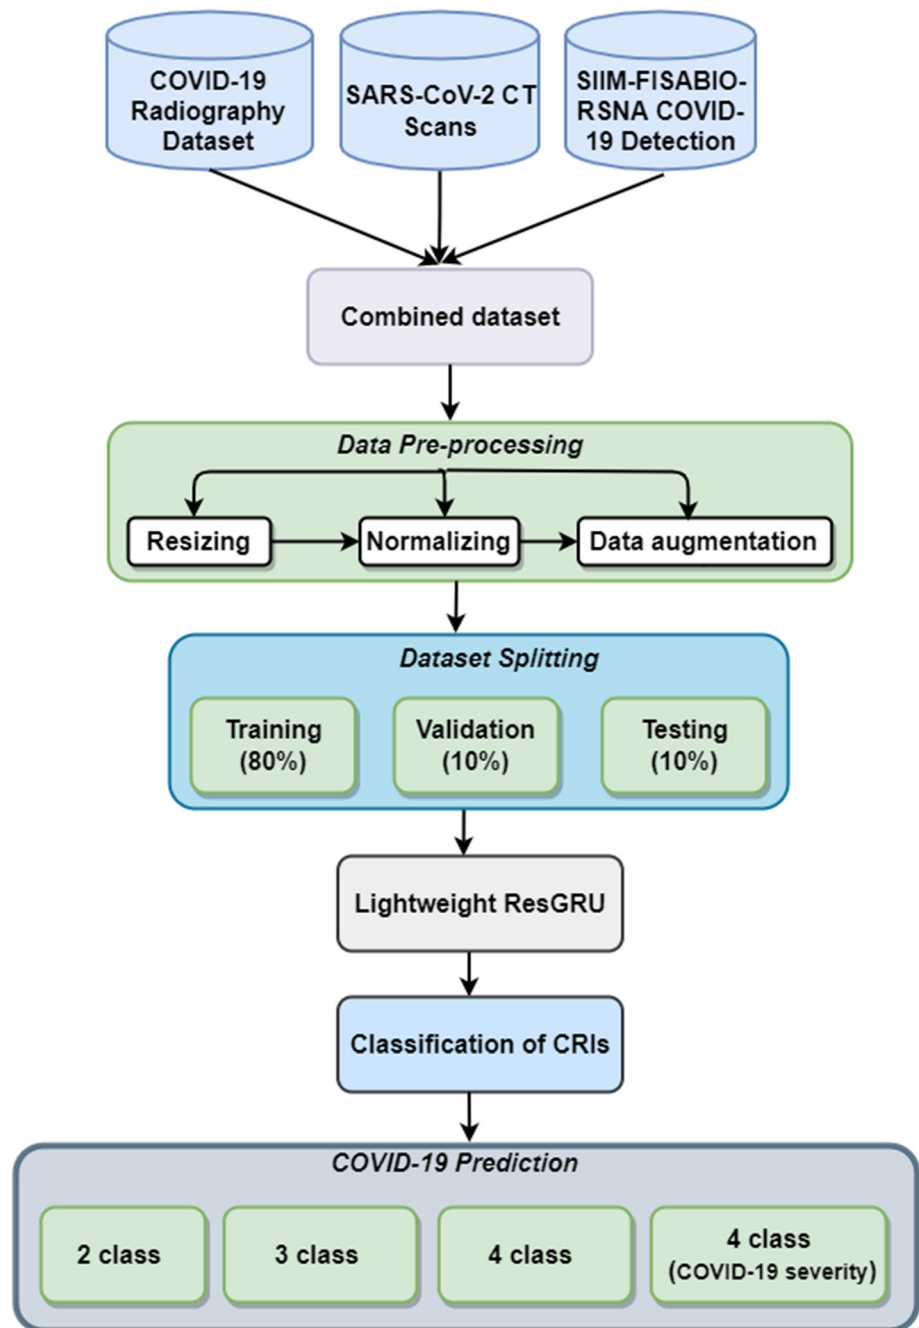 COVID-19
Radiography
Dataset
SARS-CoV-2 CT
Scans
SIIM-FISABIO-
RSNA COVID-
19 Detection
Combined dataset
Data Pre-processing
Resizing
Normalizing
Data augmentation
Dataset Splitting
Training
(80%)
Validation
(10%)
Testing
(10%)
Lightweight ResGRU
Classification of CRIs
COVID-19 Prediction
2 class
3 class
4 class
4 class
(COVID-19 severity)